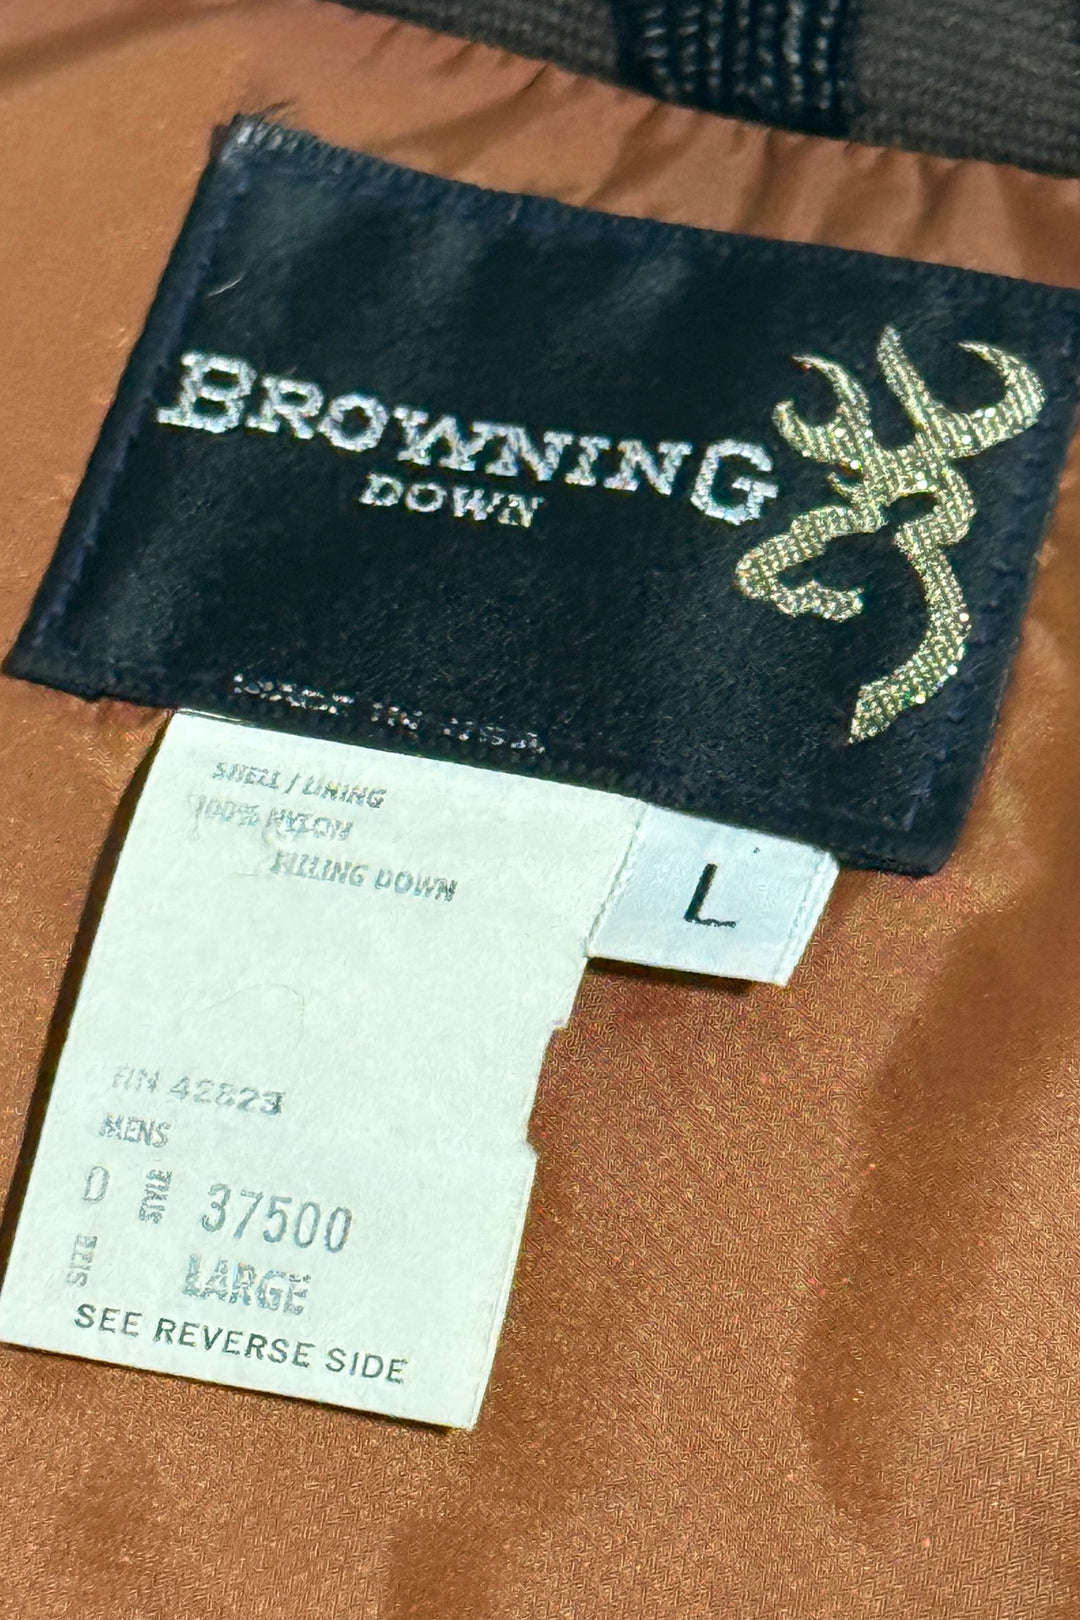 BROWNING
DOWN
MADE IN USA
SHELL / LINING
100% NYLON
FILLING DOWN
L
RN 42823
MENS
0 STYLE 37500
SIZE LARGE
SEE REVERSE SIDE